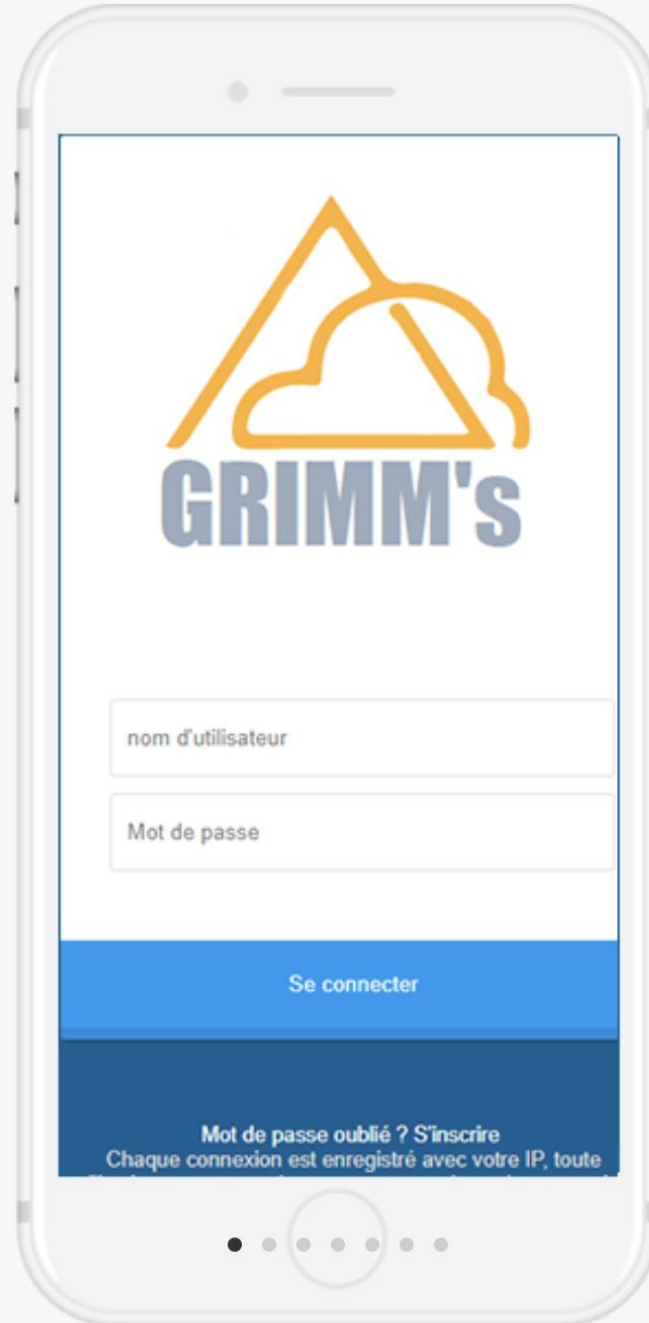 GRIMM's
nom d'utilisateur
Mot de passe
Se connecter
Mot de passe oublié ? S'inscrire
Chaque connexion est enregistré avec votre IP, toute